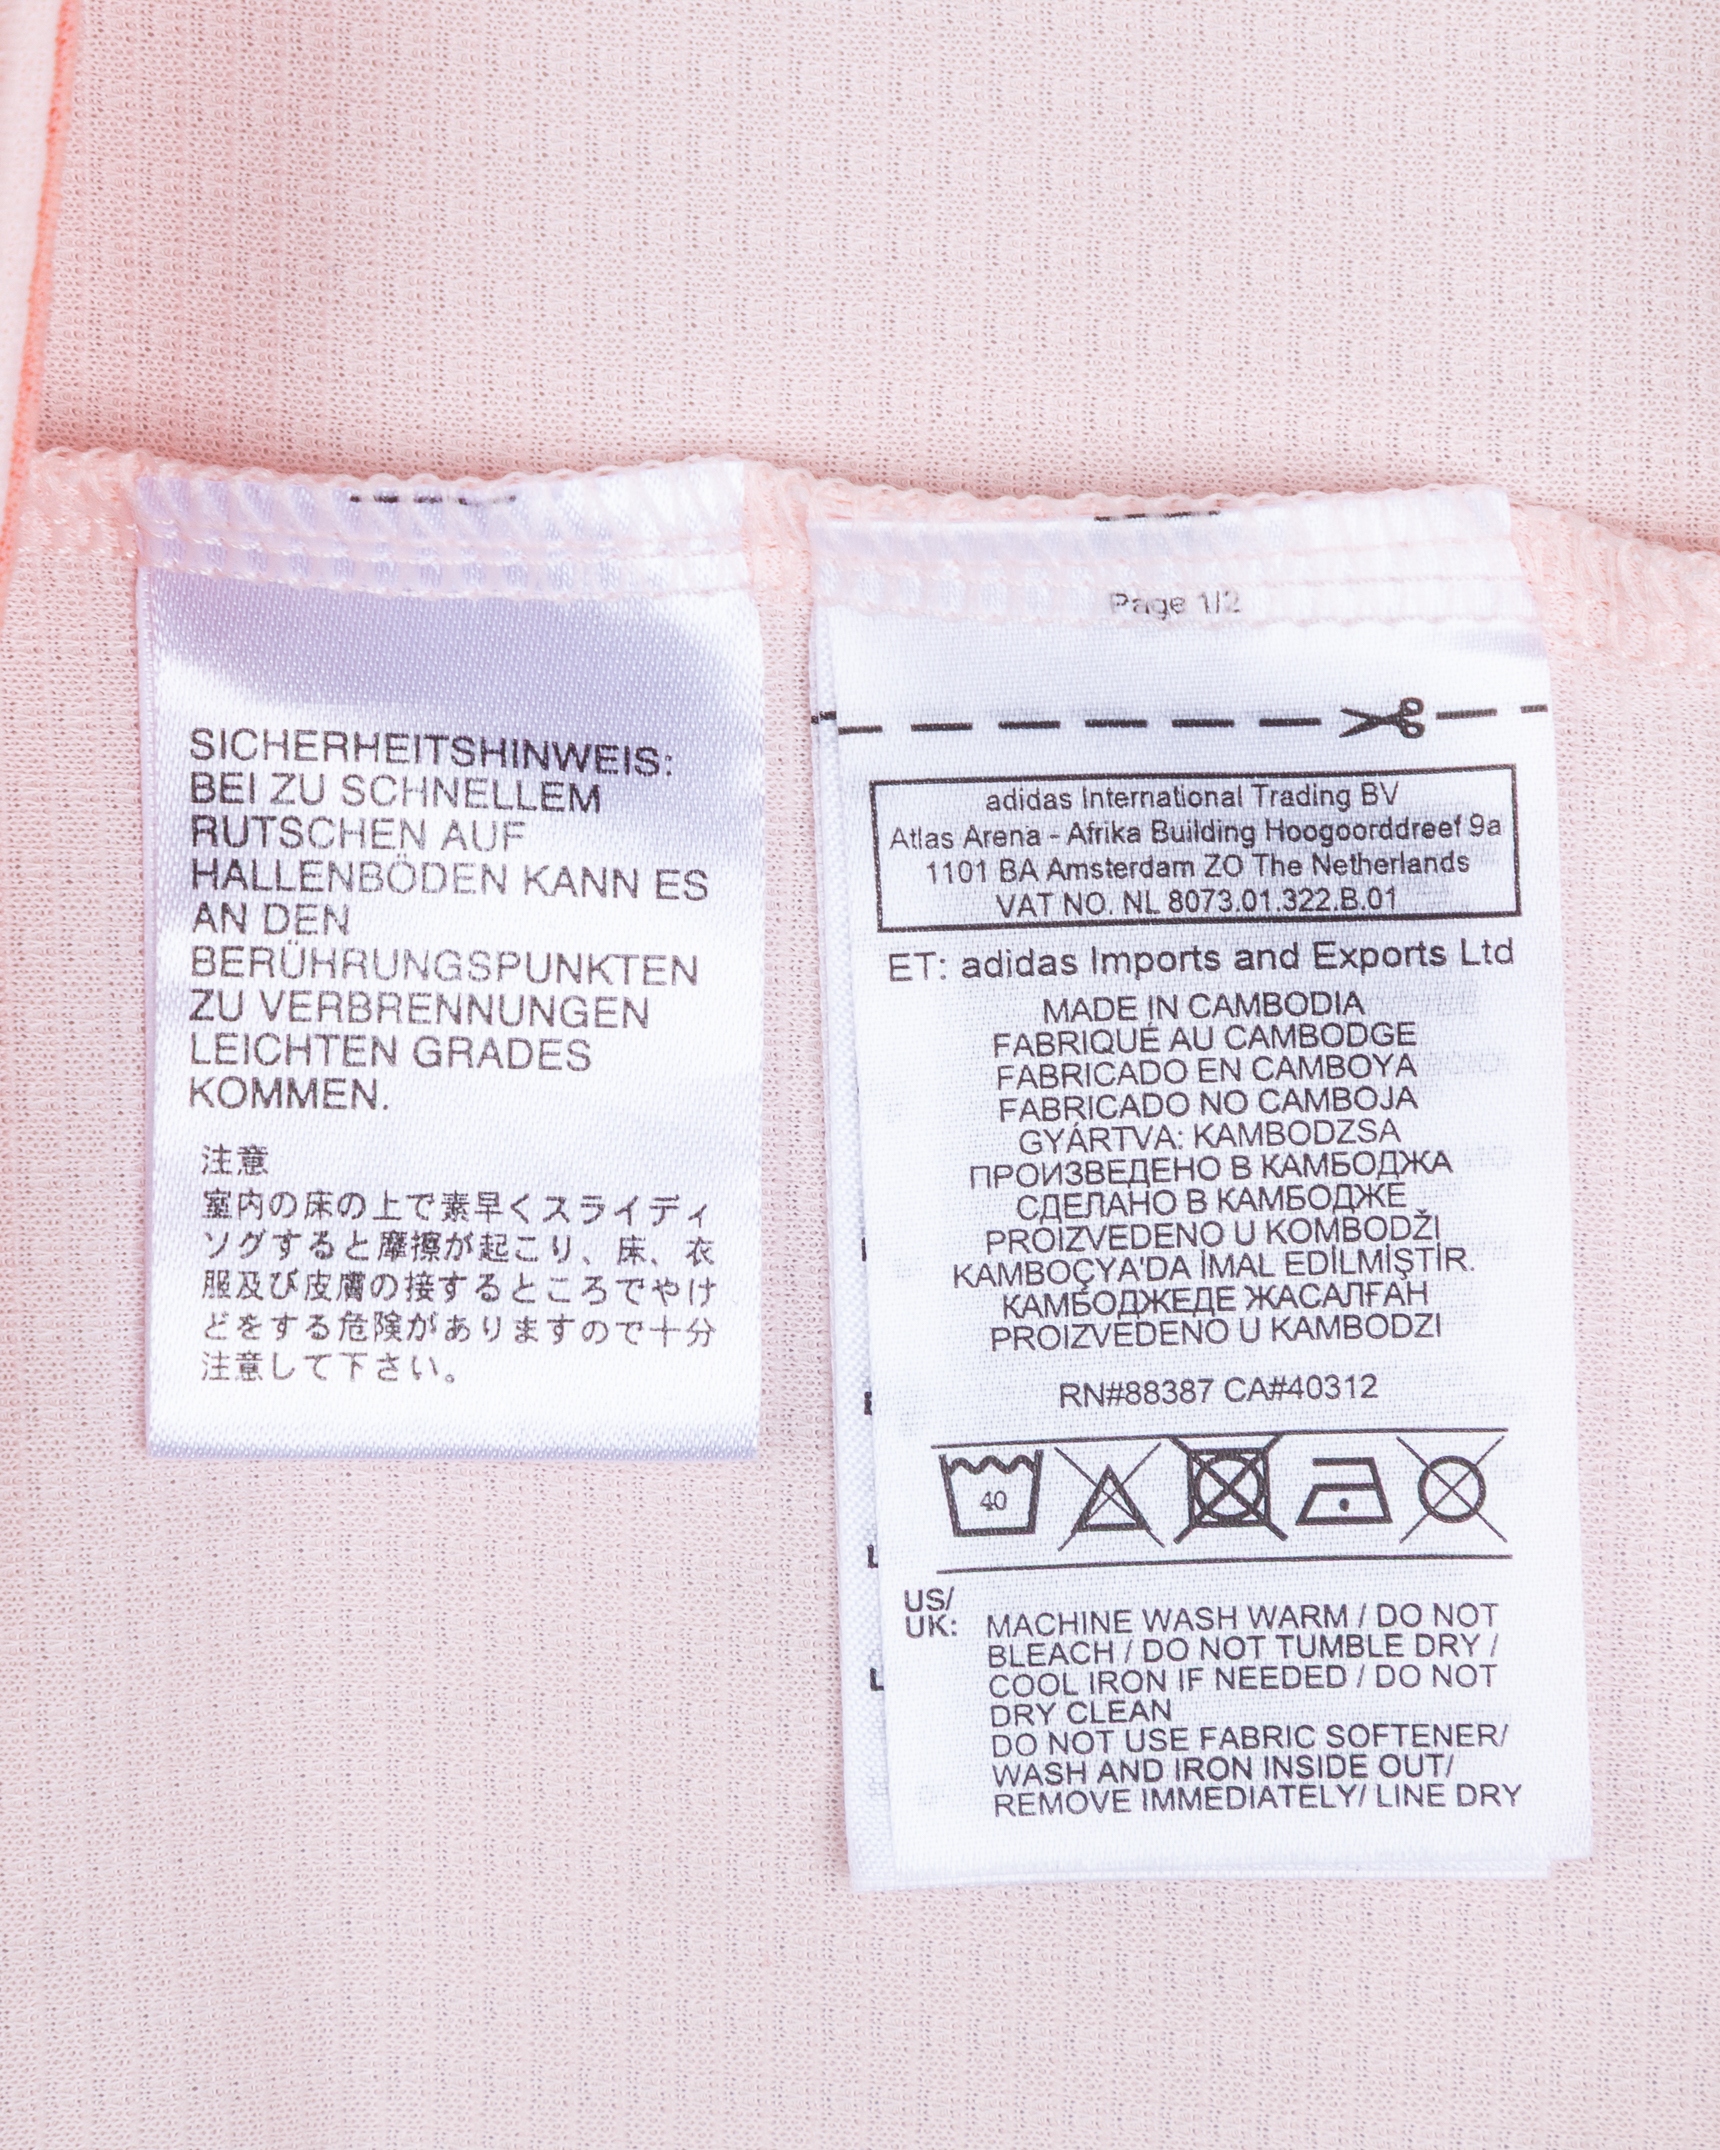 SICHERHEITSHINWEIS:
BEI ZU SCHNELLEM
RUTSCHEN AUF
HALLENBÖDEN KANN ES
AN DEN
BERÜHRUNGSPUNKTEN
ZU VERBRENNUNGEN
LEICHTEN GRADES
KOMMEN.
注意
室内の床の上で素早くスライディ
ングすると摩擦が起こり、床、衣
服及び皮膚の接するところでやけ
どをする危険がありますので十分
注意して下さい。
Page 1/2
adidas International Trading BV
Atlas Arena - Afrika Building Hoogoorddreef 9a
1101 BA Amsterdam ZO The Netherlands
VAT NO. NL 8073.01.322.B.01
ET: adidas Imports and Exports Ltd
MADE IN CAMBODIA
FABRIQUÉ AU CAMBODGE
FABRICADO EN CAMBOYA
FABRICADO NO CAMBOJA
GYÁRTVA: KAMBODZSA
ПРОИЗВЕДЕНО В КАМБОДЖА
СДЕЛАНО В КАМБОДЖЕ
PROIZVEDENO U KOMBODŽI
KAMBOÇYA'DA İMAL EDİLMİŞTİR.
КАМБОДЖЕДЕ ЖАСАЛҒАН
PROIZVEDENO U KAMBODZI
RN#88387 CA#40312
40
US/
UK: MACHINE WASH WARM / DO NOT
BLEACH / DO NOT TUMBLE DRY /
COOL IRON IF NEEDED / DO NOT
DRY CLEAN
DO NOT USE FABRIC SOFTENER/
WASH AND IRON INSIDE OUT/
REMOVE IMMEDIATELY/ LINE DRY